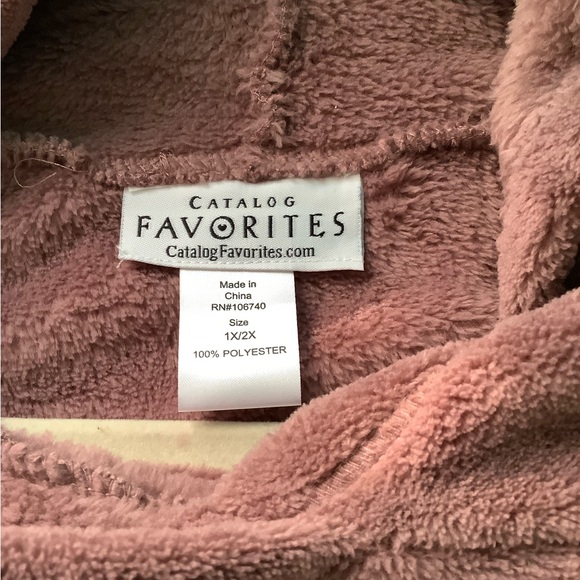 CATALOG
FAVORITES
CatalogFavorites.com
Made in
China
RN#106740
Size
1X/2X
100% POLYESTER